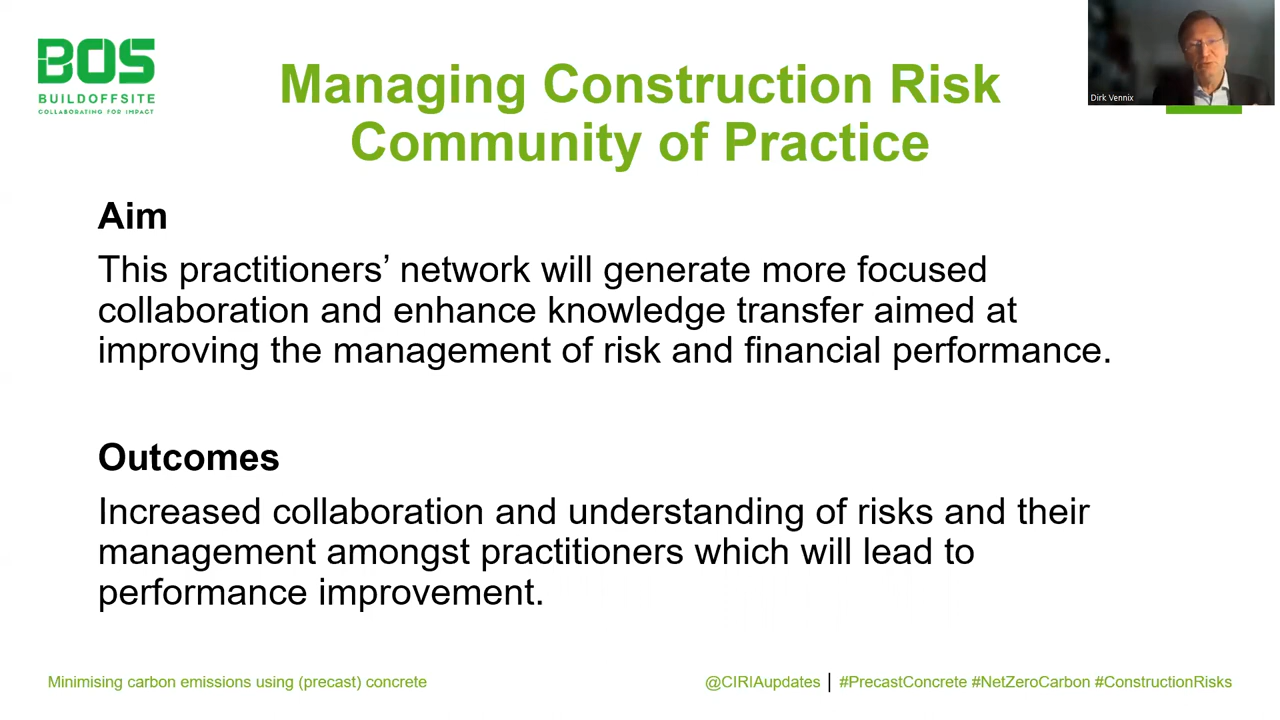 BOS
BUILDOFFSITE
COLLABORATING FOR IMPACT
Managing Construction Risk
Community of Practice
Dirk Vennix
Aim
This practitioners’ network will generate more focused
collaboration and enhance knowledge transfer aimed at
improving the management of risk and financial performance.
Outcomes
Increased collaboration and understanding of risks and their
management amongst practitioners which will lead to
performance improvement.
Minimising carbon emissions using (precast) concrete
@CIRIAupdates | #PrecastConcrete #NetZeroCarbon #ConstructionRisks